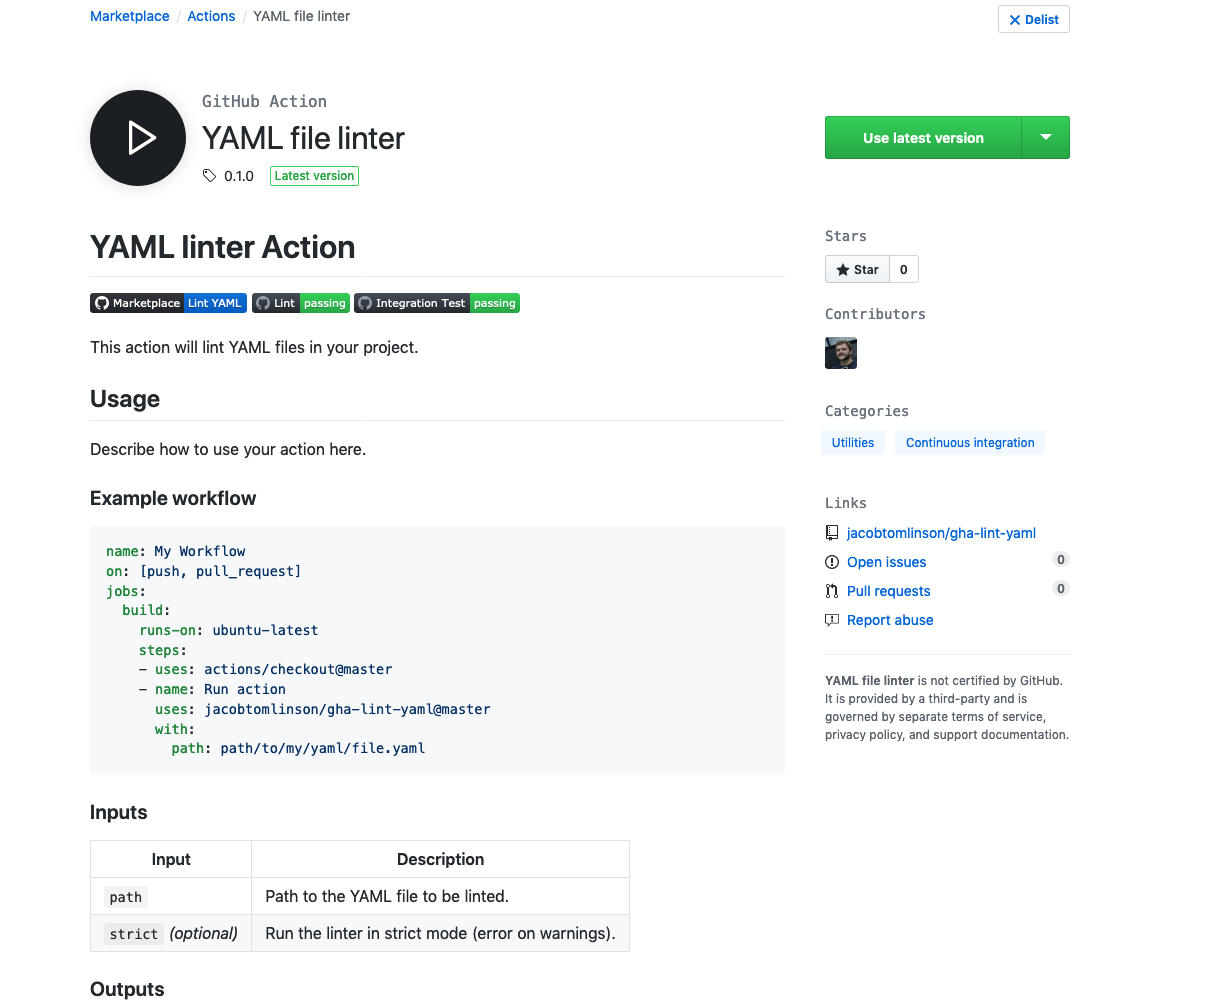 Marketplace / Actions / YAML file linter
Delist
GitHub Action
YAML file linter
0.1.0 Latest version
Use latest version
YAML linter Action
Marketplace Lint YAML Lint passing Integration Test passing
This action will lint YAML files in your project.
Usage
Describe how to use your action here.
Example workflow
name: My Workflow
on: [push, pull_request]
jobs:
  build:
    runs-on: ubuntu-latest
    steps:
    - uses: actions/checkout@master
    - name: Run action
      uses: jacobtomlinson/gha-lint-yaml@master
      with:
        path: path/to/my/yaml/file.yaml
Inputs
Input Description
path Path to the YAML file to be linted.
strict (optional) Run the linter in strict mode (error on warnings).
Outputs
Stars
Star 0
Contributors
Categories
Utilities Continuous integration
Links
jacobtomlinson/gha-lint-yaml
Open issues 0
Pull requests 0
Report abuse
YAML file linter is not certified by GitHub.
It is provided by a third-party and is
governed by separate terms of service,
privacy policy, and support documentation.